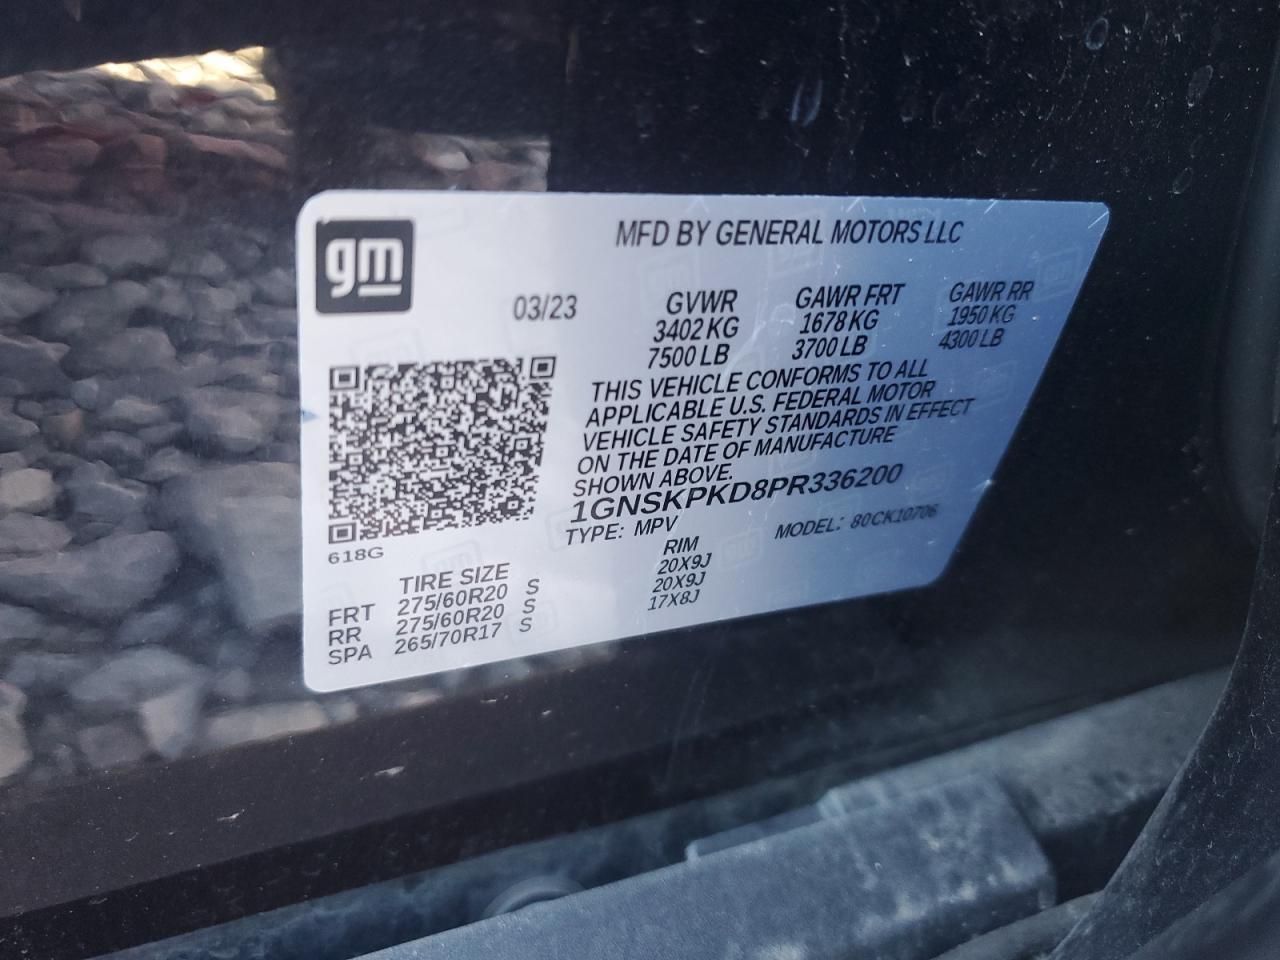 gm
MFD BY GENERAL MOTORS LLC
03/23
GVWR GAWR FRT GAWR RR
3402 KG 1678 KG 1950 KG
7500 LB 3700 LB 4300 LB
THIS VEHICLE CONFORMS TO ALL
APPLICABLE U.S. FEDERAL MOTOR
VEHICLE SAFETY STANDARDS IN EFFECT
ON THE DATE OF MANUFACTURE
SHOWN ABOVE.
1GNSKPKD8PR336200
TYPE: MPV MODEL: 80CK10706
618G
TIRE SIZE RIM
FRT 275/60R20 S 20X9J
RR 275/60R20 S 20X9J
SPA 265/70R17 S 17X8J